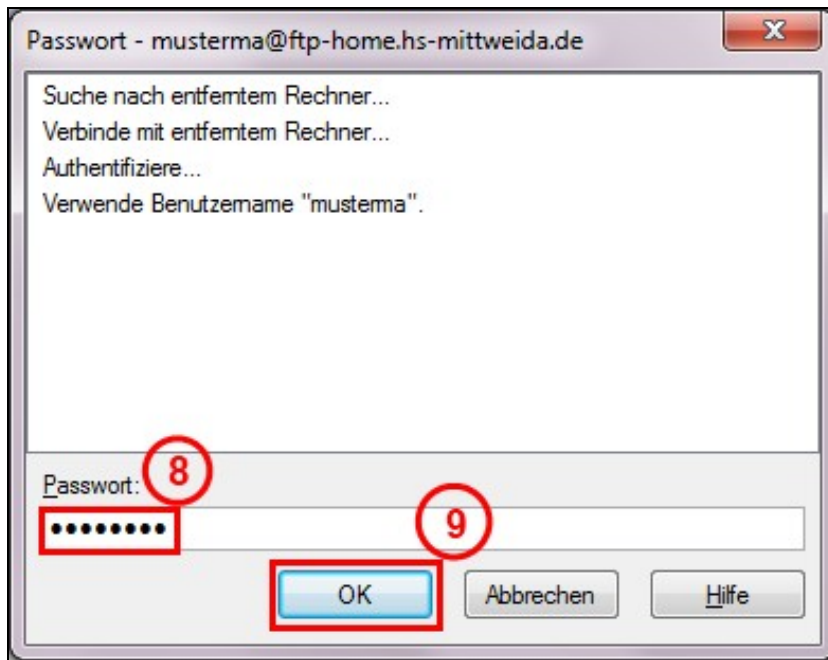 Passwort - musterma@ftp-home.hs-mittweida.de
Suche nach entferntem Rechner...
Verbinde mit entferntem Rechner...
Authentifiziere...
Verwende Benutzername "musterma".
8
Passwort:
••••••••
9
OK Abbrechen Hilfe